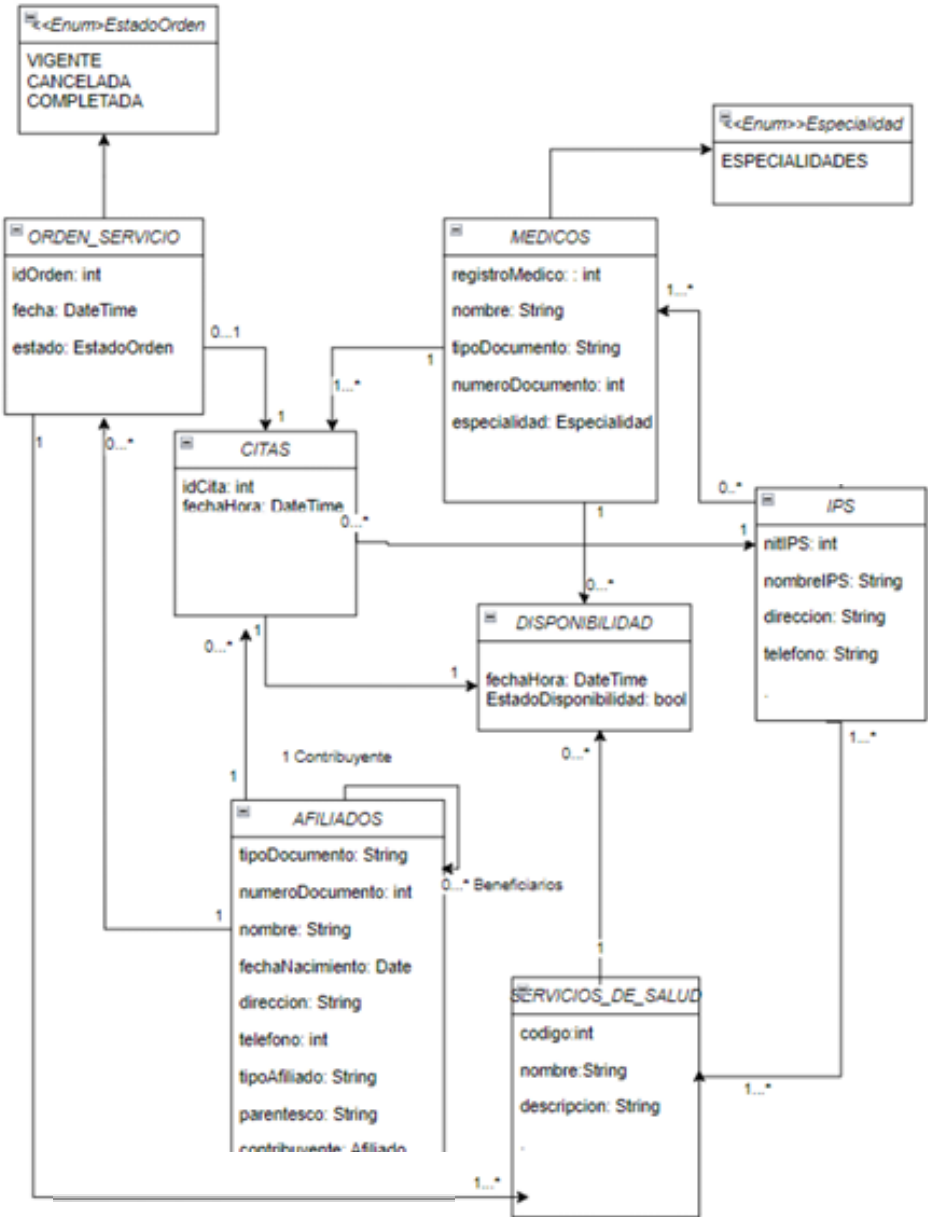 <<Enum>EstadoOrden
VIGENTE
CANCELADA
COMPLETADA
<<Enum>>Especialidad
ESPECIALIDADES
ORDEN_SERVICIO
idOrden: int
fecha: DateTime
estado: EstadoOrden
MEDICOS
registroMedico: : int
nombre: String
tipoDocumento: String
numeroDocumento: int
especialidad: Especialidad
1...*
0...1
1
1...*
1
1
0...*
CITAS
idCita: int
fechaHora: DateTime
0...*
1
0..*
1
IPS
nitIPS: int
nombreIPS: String
direccion: String
telefono: String
.
0...*
DISPONIBILIDAD
fechaHora: DateTime
EstadoDisponibilidad: bool
0...*
1
1
0...*
1...*
1 Contribuyente
1
AFILIADOS
tipoDocumento: String
numeroDocumento: int
nombre: String
fechaNacimiento: Date
direccion: String
telefono: int
tipoAfiliado: String
parentesco: String
contribuyente: Afiliado
0...* Beneficiarios
1
1
SERVICIOS_DE_SALUD
codigo:int
nombre:String
descripcion: String
.
1...*
1...*